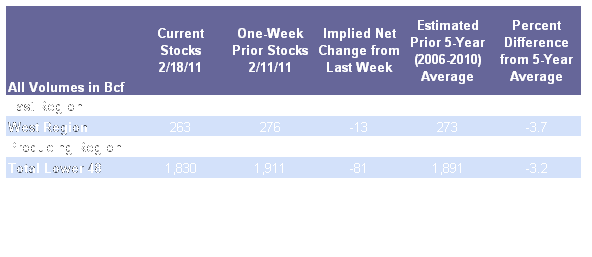 All Volumes in Bcf Current Stocks 2/18/11 One-Week Prior Stocks 2/11/11 Implied Net Change from Last Week Estimated Prior 5-Year (2006-2010) Average Percent Difference from 5-Year Average
East Region
West Region 263 276 -13 273 -3.7
Producing Region
Total Lower 48 1,830 1,911 -81 1,891 -3.2